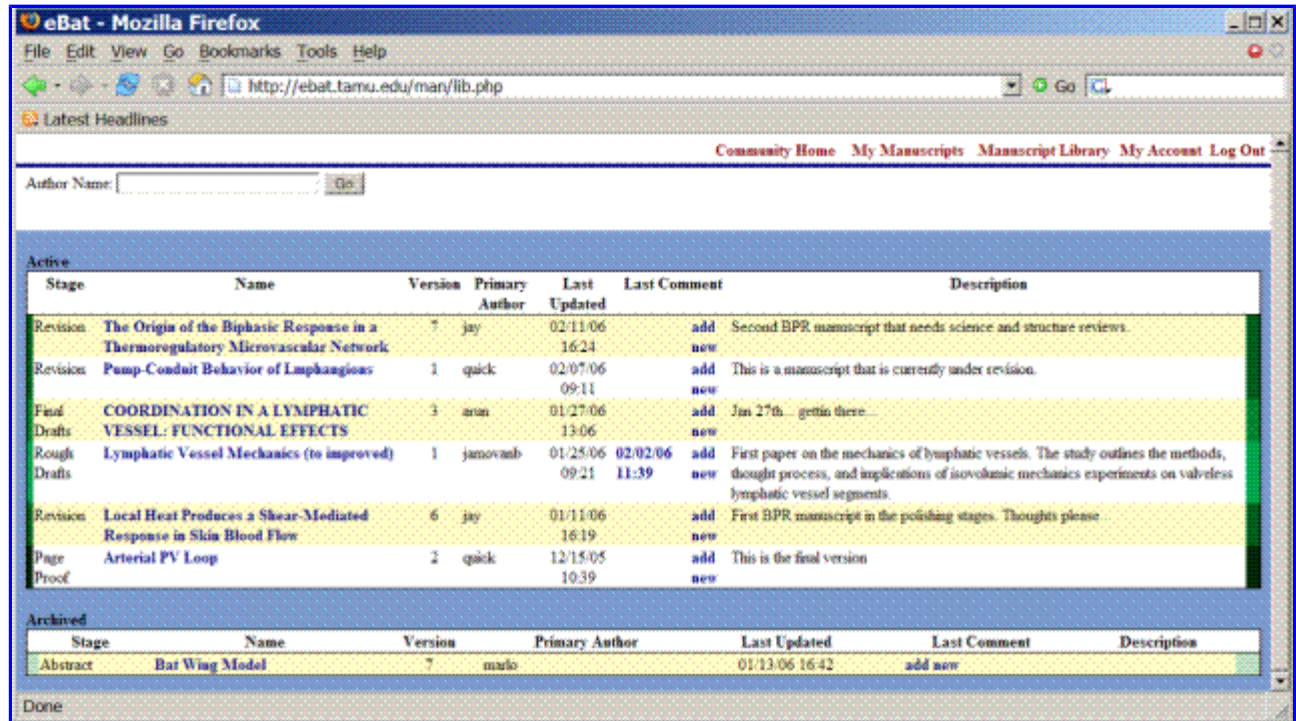 eBat - Mozilla Firefox
File Edit View Go Bookmarks Tools Help
http://ebat.tamu.edu/man/lib.php Go
Latest Headlines
Community Home My Manuscripts Manuscript Library My Account Log Out
Author Name: Go
Active
Stage Name Version Primary Last Last Comment Description
Author Updated
Revision The Origin of the Biphasic Response in a 7 jay 02/11/06 add Second BPR manuscript that needs science and structure reviews.
Thermoregulatory Microvascular Network 16:24 new
Revision Pump-Conduit Behavior of Lmphangions 1 quick 02/07/06 add This is a manuscript that is currently under revision.
09:11 new
Final COORDINATION IN A LYMPHATIC 3 arun 01/27/06 add Jan 27th... gettin there...
Drafts VESSEL: FUNCTIONAL EFFECTS 13:06 new
Rough Lymphatic Vessel Mechanics (to improved) 1 jamovanb 01/25/06 02/02/06 add First paper on the mechanics of lymphatic vessels. The study outlines the methods,
Drafts 09:21 11:39 new thought process, and implications of isovolumic mechanics experiments on valveless
lymphatic vessel segments.
Revision Local Heat Produces a Shear-Mediated 6 jay 01/11/06 add First BPR manuscript in the polishing stages. Thoughts please...
Response in Skin Blood Flow 16:19 new
Page Arterial PV Loop 2 quick 12/15/05 add This is the final version
Proof 10:39 new
Archived
Stage Name Version Primary Author Last Updated Last Comment Description
Abstract Bat Wing Model 7 marlo 01/13/06 16:42 add new
Done